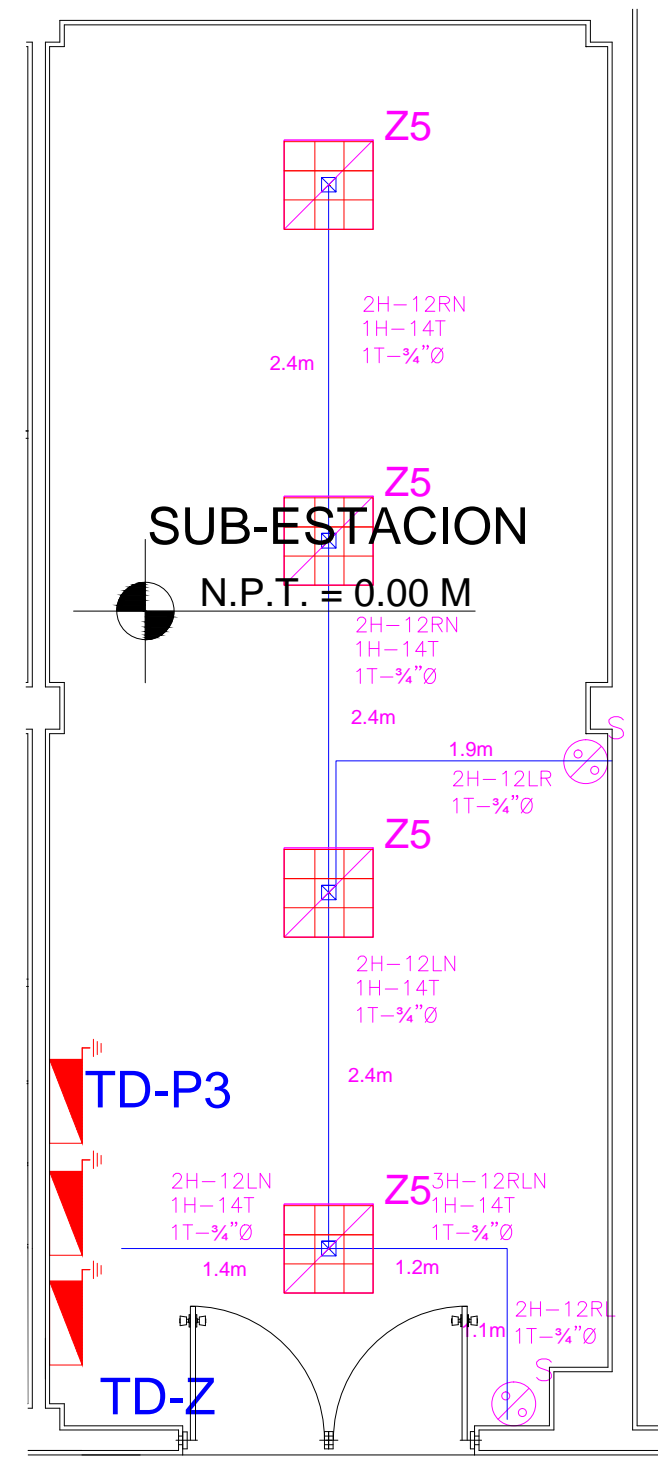 Z5
2H-12RN
1H-14T
1T-¾"Ø
2.4m
Z5
SUB-ESTACION
N.P.T. = 0.00 M
2H-12RN
1H-14T
1T-¾"Ø
2.4m
S
1.9m
2H-12LR
1T-¾"Ø
Z5
2H-12LN
1H-14T
1T-¾"Ø
2.4m
TD-P3
2H-12LN
1H-14T
1T-¾"Ø
1.4m
Z5
3H-12RLN
1H-14T
1T-¾"Ø
1.2m
2H-12RL
1T-¾"Ø
1.1m
S
TD-Z